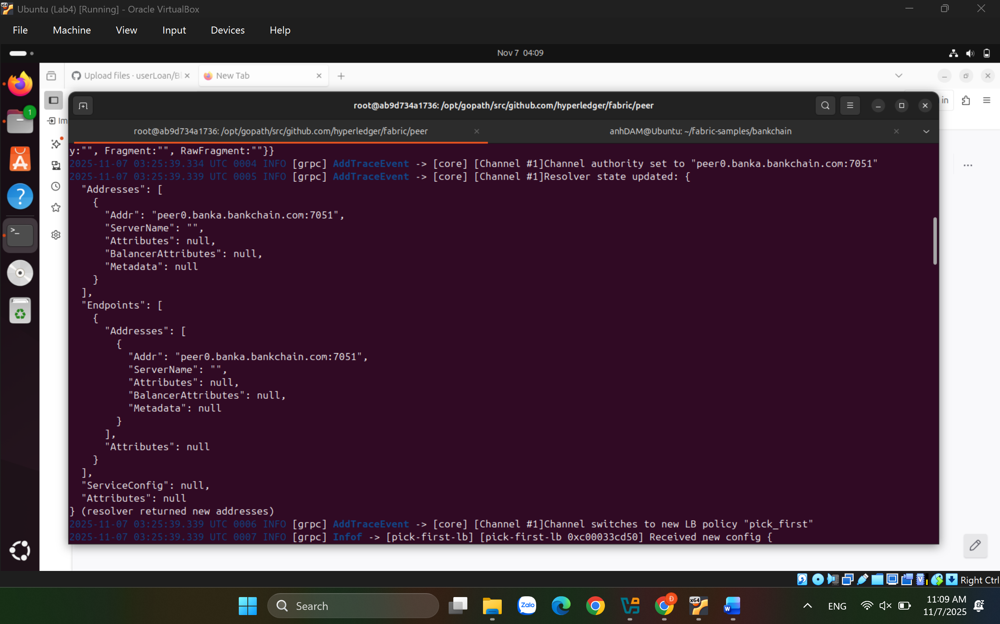 Ubuntu (Lab4) [Running] - Oracle VirtualBox
File Machine View Input Devices Help
Nov 7 04:09
Upload files · userLoan/Bl
New Tab
in
Im
1
root@ab9d734a1736: /opt/gopath/src/github.com/hyperledger/fabric/peer
root@ab9d734a1736: /opt/gopath/src/github.com/hyperledger/fabric/peer
anhDAM@Ubuntu: ~/fabric-samples/bankchain
y:"", Fragment:"", RawFragment:""}}
2025-11-07 03:25:39.334 UTC 0004 INFO [grpc] AddTraceEvent -> [core] [Channel #1]Channel authority set to "peer0.banka.bankchain.com:7051"
2025-11-07 03:25:39.339 UTC 0005 INFO [grpc] AddTraceEvent -> [core] [Channel #1]Resolver state updated: {
  "Addresses": [
    {
      "Addr": "peer0.banka.bankchain.com:7051",
      "ServerName": "",
      "Attributes": null,
      "BalancerAttributes": null,
      "Metadata": null
    }
  ],
  "Endpoints": [
    {
      "Addresses": [
        {
          "Addr": "peer0.banka.bankchain.com:7051",
          "ServerName": "",
          "Attributes": null,
          "BalancerAttributes": null,
          "Metadata": null
        }
      ],
      "Attributes": null
    }
  ],
  "ServiceConfig": null,
  "Attributes": null
} (resolver returned new addresses)
2025-11-07 03:25:39.339 UTC 0006 INFO [grpc] AddTraceEvent -> [core] [Channel #1]Channel switches to new LB policy "pick_first"
2025-11-07 03:25:39.339 UTC 0007 INFO [grpc] Infof -> [pick-first-lb] [pick-first-lb 0xc00033cd50] Received new config {
Right Ctrl
Search
Zalo
Đ
x64
W
ENG
11:09 AM
11/7/2025